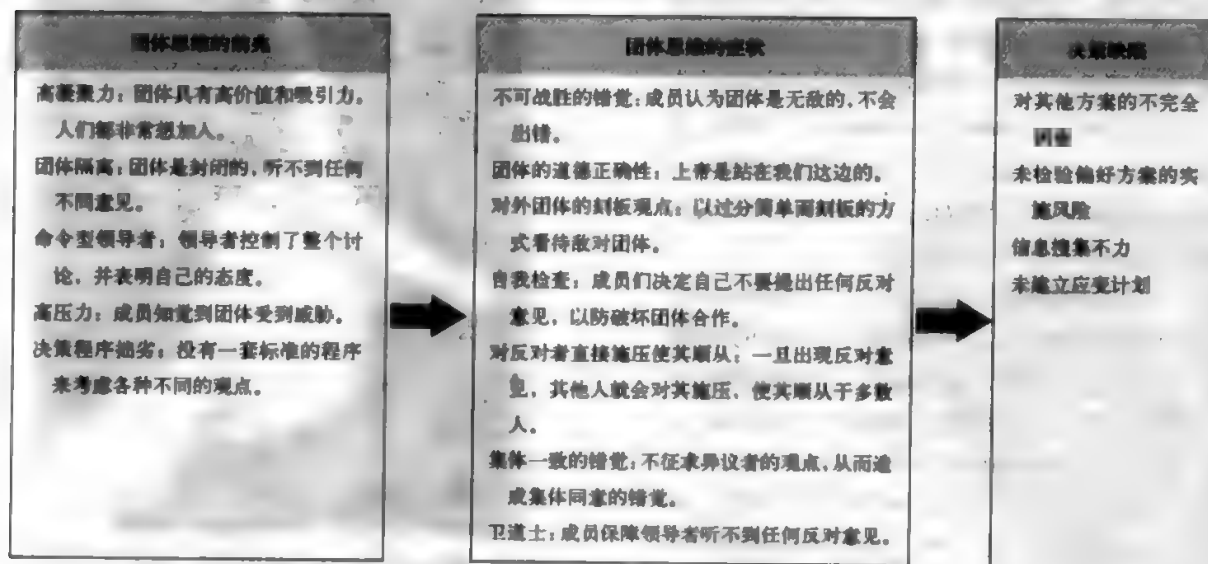 团体思维的前兆
高凝聚力：团体具有高价值和吸引力，
人们都非常想加入。
团体隔离：团体是封闭的，听不到任何
不同意见。
命令型领导者：领导者控制了整个讨
论，并表明自己的态度。
高压力：成员知觉到团体受到威胁。
决策程序拙劣：没有一套标准的程序
来考虑各种不同的观点。
团体思维的症状
不可战胜的错觉：成员认为团体是无敌的，不会
出错。
团体的道德正确性：上帝是站在我们这边的。
对外团体的刻板观点：以过分简单而刻板的方
式看待敌对团体。
自我检查：成员们决定自己不要提出任何反对
意见，以防破坏团体合作。
对反对者直接施压使其顺从：一旦出现反对意
见，其他人就会对其施压，使其顺从于多数
人。
集体一致的错觉：不征求异议者的观点，从而造
成集体同意的错觉。
卫道士：成员保障领导者听不到任何反对意见。
决策缺陷
对其他方案的不完全
未检验偏好方案的实
施风险
信息搜集不力
未建立应变计划